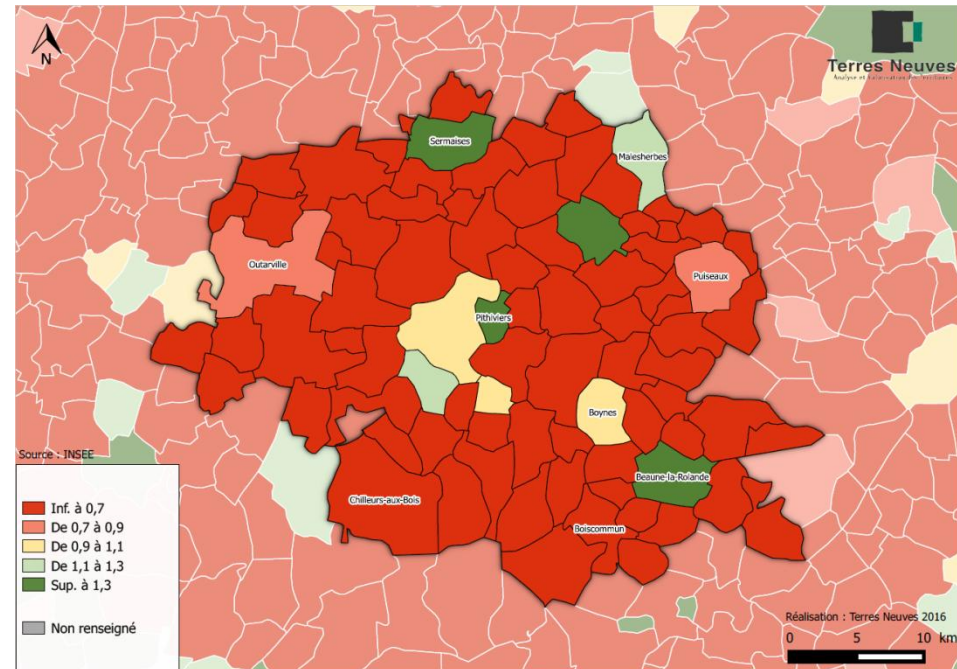 N
Terres Neuves
Sermaises
Malesherbes
Outarville
Puiseaux
Pithiviers
Boynes
Beaune-la-Rolande
Chilleurs-aux-Bois
Boiscommun
Source : INSEE
Inf. à 0,7
De 0,7 à 0,9
De 0,9 à 1,1
De 1,1 à 1,3
Sup. à 1,3
Non renseigné
Réalisation : Terres Neuves 2016
0 5 10 km